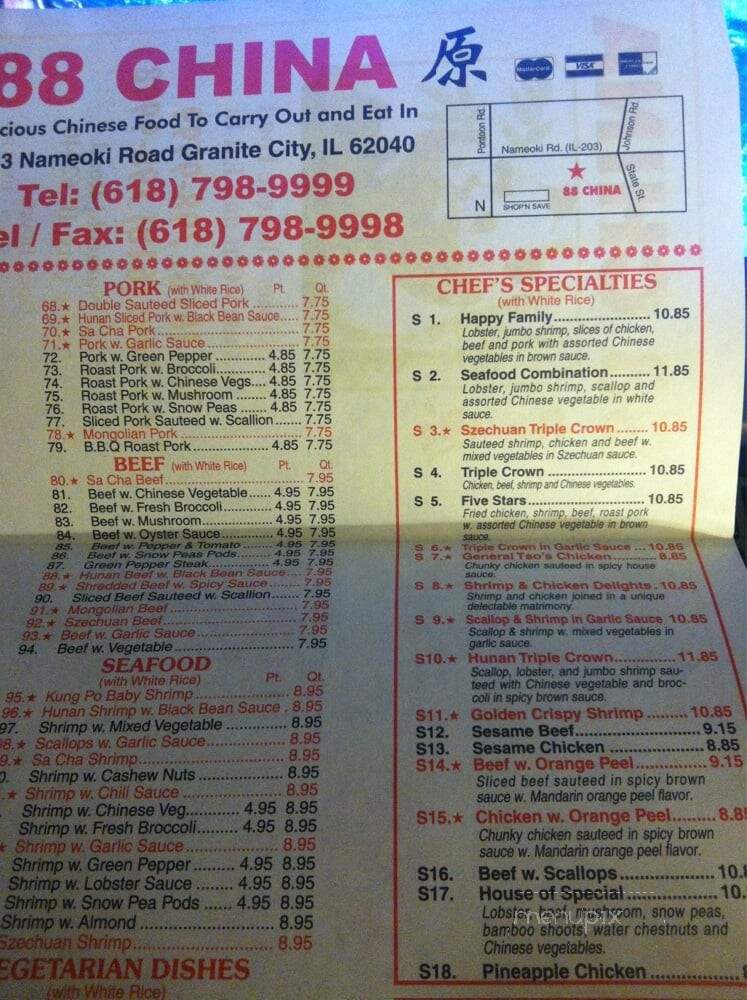 88 CHINA 原
MasterCard VISA
cious Chinese Food To Carry Out and Eat In
3 Nameoki Road Granite City, IL 62040
Tel: (618) 798-9999
el / Fax: (618) 798-9998
Pontoon Rd.
Nameoki Rd. (IL-203)
Johnson Rd
State St.
88 CHINA
SHOP'N SAVE
N
PORK (with White Rice) Pt. Qt.
68.★ Double Sauteed Sliced Pork ........... 7.75
69.★ Hunan Sliced Pork w. Black Bean Sauce..... 7.75
70.★ Sa Cha Pork................................ 7.75
71.★ Pork w. Garlic Sauce................... 7.75
72. Pork w. Green Pepper ............. 4.85 7.75
73. Roast Pork w. Broccoli............. 4.85 7.75
74. Roast Pork w. Chinese Vegs.... 4.85 7.75
75. Roast Pork w. Mushroom ........ 4.85 7.75
76. Roast Pork w. Snow Peas ....... 4.85 7.75
77. Sliced Pork Sauteed w. Scallion....... 7.75
78.★ Mongolian Pork .......................... 7.75
79. B.B.Q Roast Pork.................... 4.85 7.75
BEEF (with White Rice) Pt. Qt.
80.★ Sa Cha Beef................................ 7.95
81. Beef w. Chinese Vegetable...... 4.95 7.95
82. Beef w. Fresh Broccoli............. 4.95 7.95
83. Beef w. Mushroom.................. 4.95 7.95
84. Beef w. Oyster Sauce.............. 4.95 7.95
85. Beef w. Pepper & Tomato ........ 4.95 7.95
86. Beef w. Snow Peas Pods......... 4.95 7.95
87. Green Pepper Steak................ 4.95 7.95
88.★ Hunan Beef w. Black Bean Sauce..... 7.95
89.★ Shredded Beef w. Spicy Sauce....... 7.95
90. Sliced Beef Sauteed w. Scallion....... 7.95
91.★ Mongolian Beef ........................... 7.95
92.★ Szechuan Beef............................. 7.95
93.★ Beef w. Garlic Sauce.................... 7.95
94. Beef w. Vegetable ........................ 7.95
SEAFOOD
(with White Rice) Pt. Qt.
95.★ Kung Po Baby Shrimp .................. 8.95
96.★ Hunan Shrimp w. Black Bean Sauce . 8.95
97. Shrimp w. Mixed Vegetable ........... 8.95
98.★ Scallops w. Garlic Sauce............... 8.95
9.★ Sa Cha Shrimp............................. 8.95
0. Shrimp w. Cashew Nuts ................ 8.95
.★ Shrimp w. Chili Sauce ................... 8.95
Shrimp w. Chinese Veg......... 4.95 8.95
Shrimp w. Fresh Broccoli......... 4.95 8.95
★ Shrimp w. Garlic Sauce................. 8.95
Shrimp w. Green Pepper ......... 4.95 8.95
Shrimp w. Lobster Sauce ......... 4.95 8.95
Shrimp w. Snow Pea Pods ...... 4.95 8.95
Shrimp w. Almond ........................ 8.95
Szechuan Shrimp........................ 8.95
EGETARIAN DISHES
(with White Rice)
CHEF'S SPECIALTIES
(with White Rice)
S 1. Happy Family........................ 10.85
Lobster, jumbo shrimp, slices of chicken,
beef and pork with assorted Chinese
vegetables in brown sauce.
S 2. Seafood Combination.......... 11.85
Lobster, jumbo shrimp, scallop and
assorted Chinese vegetable in white
sauce.
S 3.★ Szechuan Triple Crown ....... 10.85
Sauteed shrimp, chicken and beef w.
mixed vegetables in Szechuan sauce.
S 4. Triple Crown ........................ 10.85
Chicken, beef, shrimp and Chinese vegetables.
S 5. Five Stars............................. 10.85
Fried chicken, shrimp, beef, roast pork
w. assorted Chinese vegetable in brown
sauce.
S 6.★ Triple Crown in Garlic Sauce ... 10.85
S 7.★ General Tso's Chicken............ 8.85
Chunky chicken sauteed in spicy house
sauce.
S 8.★ Shrimp & Chicken Delights. 10.85
Shrimp and chicken joined in a unique
delectable matrimony.
S 9.★ Scallop & Shrimp in Garlic Sauce 10.85
Scallop & shrimp w. mixed vegetables in
garlic sauce.
S10.★ Hunan Triple Crown.............. 11.85
Scallop, lobster, and jumbo shrimp sau-
teed with Chinese vegetable and broc-
coli in spicy brown sauce.
S11.★ Golden Crispy Shrimp .......... 10.85
S12. Sesame Beef........................ 9.15
S13. Sesame Chicken .................. 8.85
S14.★ Beef w. Orange Peel.............. 9.15
Sliced beef sauteed in spicy brown
sauce w. Mandarin orange peel flavor.
S15.★ Chicken w. Orange Peel......... 8.85
Chunky chicken sauteed in spicy brown
sauce w. Mandarin orange peel flavor.
S16. Beef w. Scallops.................... 10.
S17. House of Special................... 10.
Lobster, beef, mushroom, snow peas,
bamboo shoots, water chestnuts and
Chinese vegetables.
S18. Pineapple Chicken
menupix